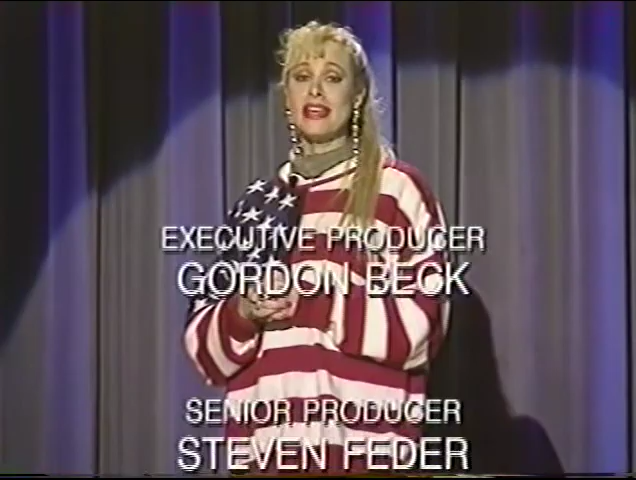 EXECUTIVE PRODUCER
GORDON BECK
SENIOR PRODUCER
STEVEN FEDER